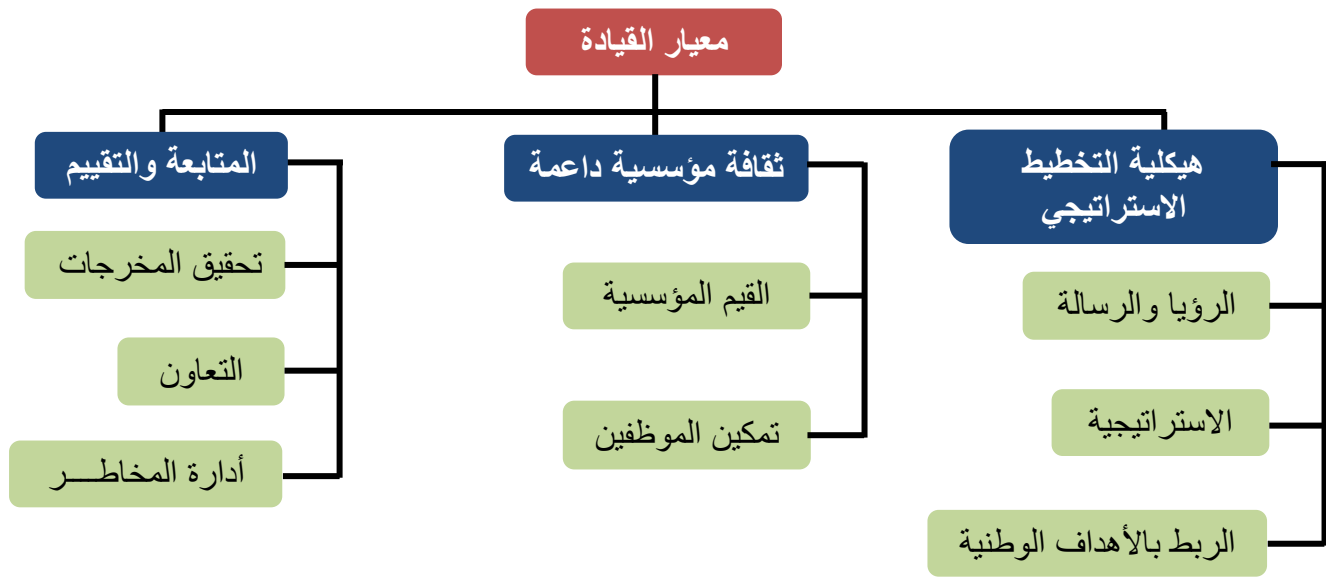 معيار القيادة
هيكلية التخطيط
الاستراتيجي
ثقافة مؤسسية داعمة
المتابعة والتقييم
الرؤيا والرسالة
الاستراتيجية
الربط بالأهداف الوطنية
القيم المؤسسية
تمكين الموظفين
تحقيق المخرجات
التعاون
أدارة المخاطـــر